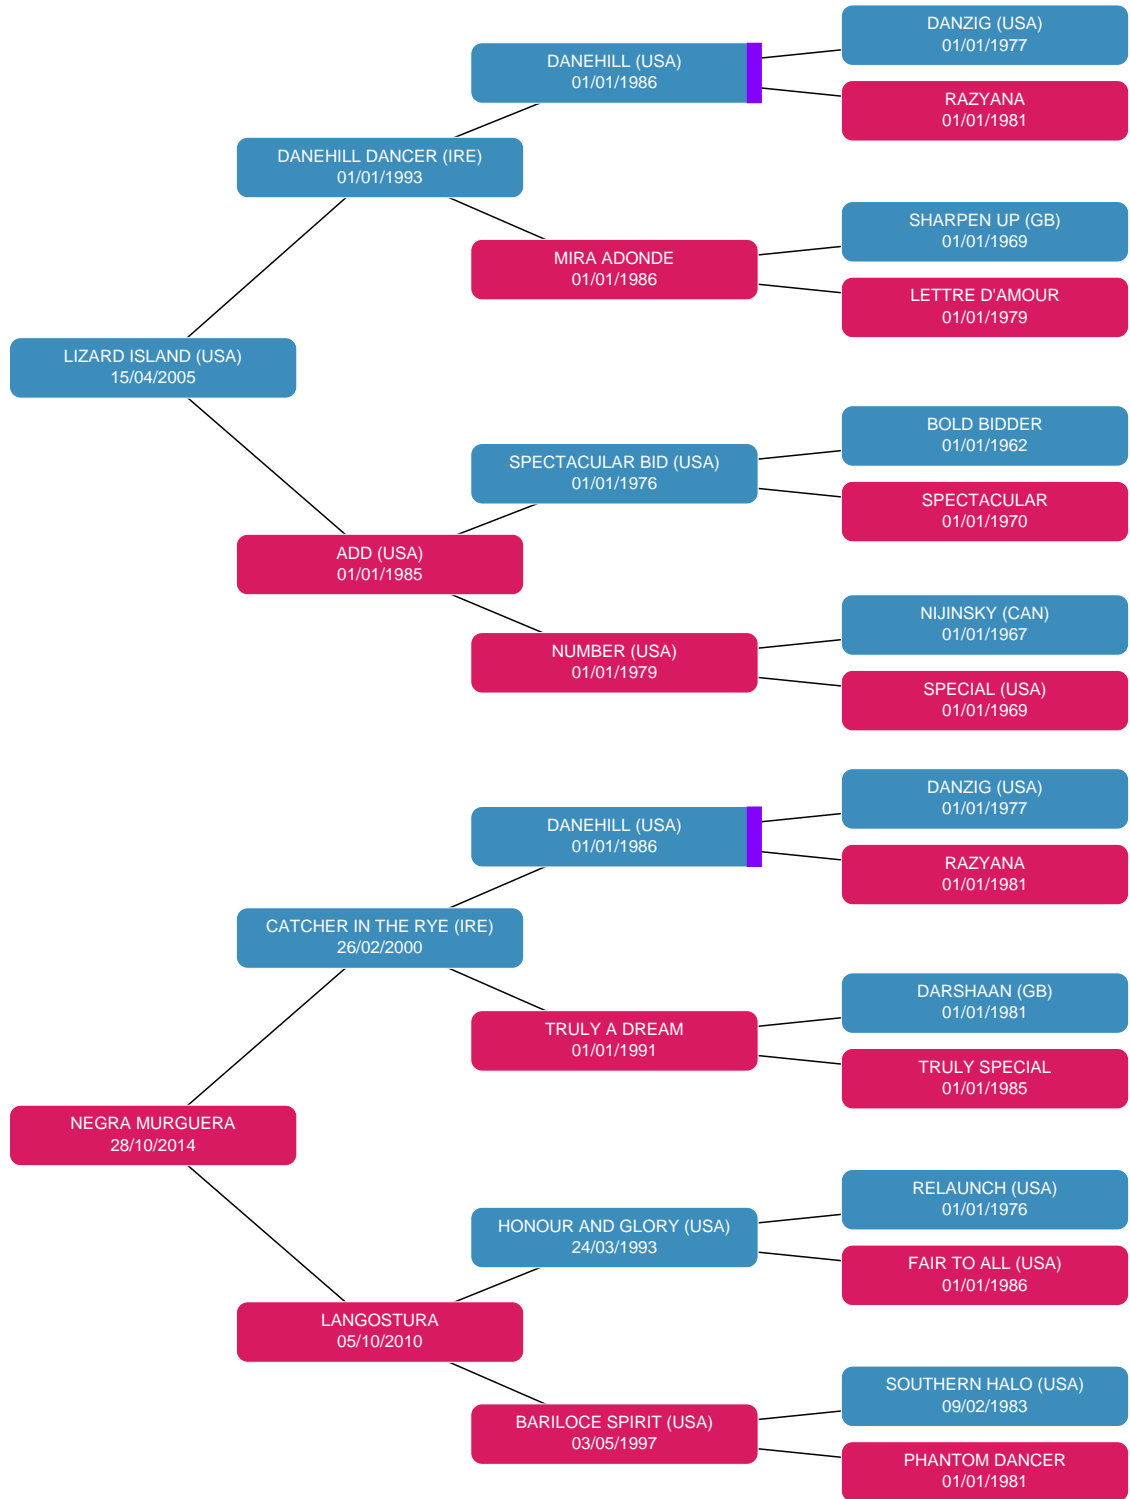 DANZIG (USA)
01/01/1977
DANEHILL (USA)
01/01/1986
RAZYANA
01/01/1981
DANEHILL DANCER (IRE)
01/01/1993
SHARPEN UP (GB)
01/01/1969
MIRA ADONDE
01/01/1986
LETTRE D'AMOUR
01/01/1979
LIZARD ISLAND (USA)
15/04/2005
BOLD BIDDER
01/01/1962
SPECTACULAR BID (USA)
01/01/1976
SPECTACULAR
01/01/1970
ADD (USA)
01/01/1985
NIJINSKY (CAN)
01/01/1967
NUMBER (USA)
01/01/1979
SPECIAL (USA)
01/01/1969
DANZIG (USA)
01/01/1977
DANEHILL (USA)
01/01/1986
RAZYANA
01/01/1981
CATCHER IN THE RYE (IRE)
26/02/2000
DARSHAAN (GB)
01/01/1981
TRULY A DREAM
01/01/1991
TRULY SPECIAL
01/01/1985
NEGRA MURGUERA
28/10/2014
RELAUNCH (USA)
01/01/1976
HONOUR AND GLORY (USA)
24/03/1993
FAIR TO ALL (USA)
01/01/1986
LANGOSTURA
05/10/2010
SOUTHERN HALO (USA)
09/02/1983
BARILOCE SPIRIT (USA)
03/05/1997
PHANTOM DANCER
01/01/1981